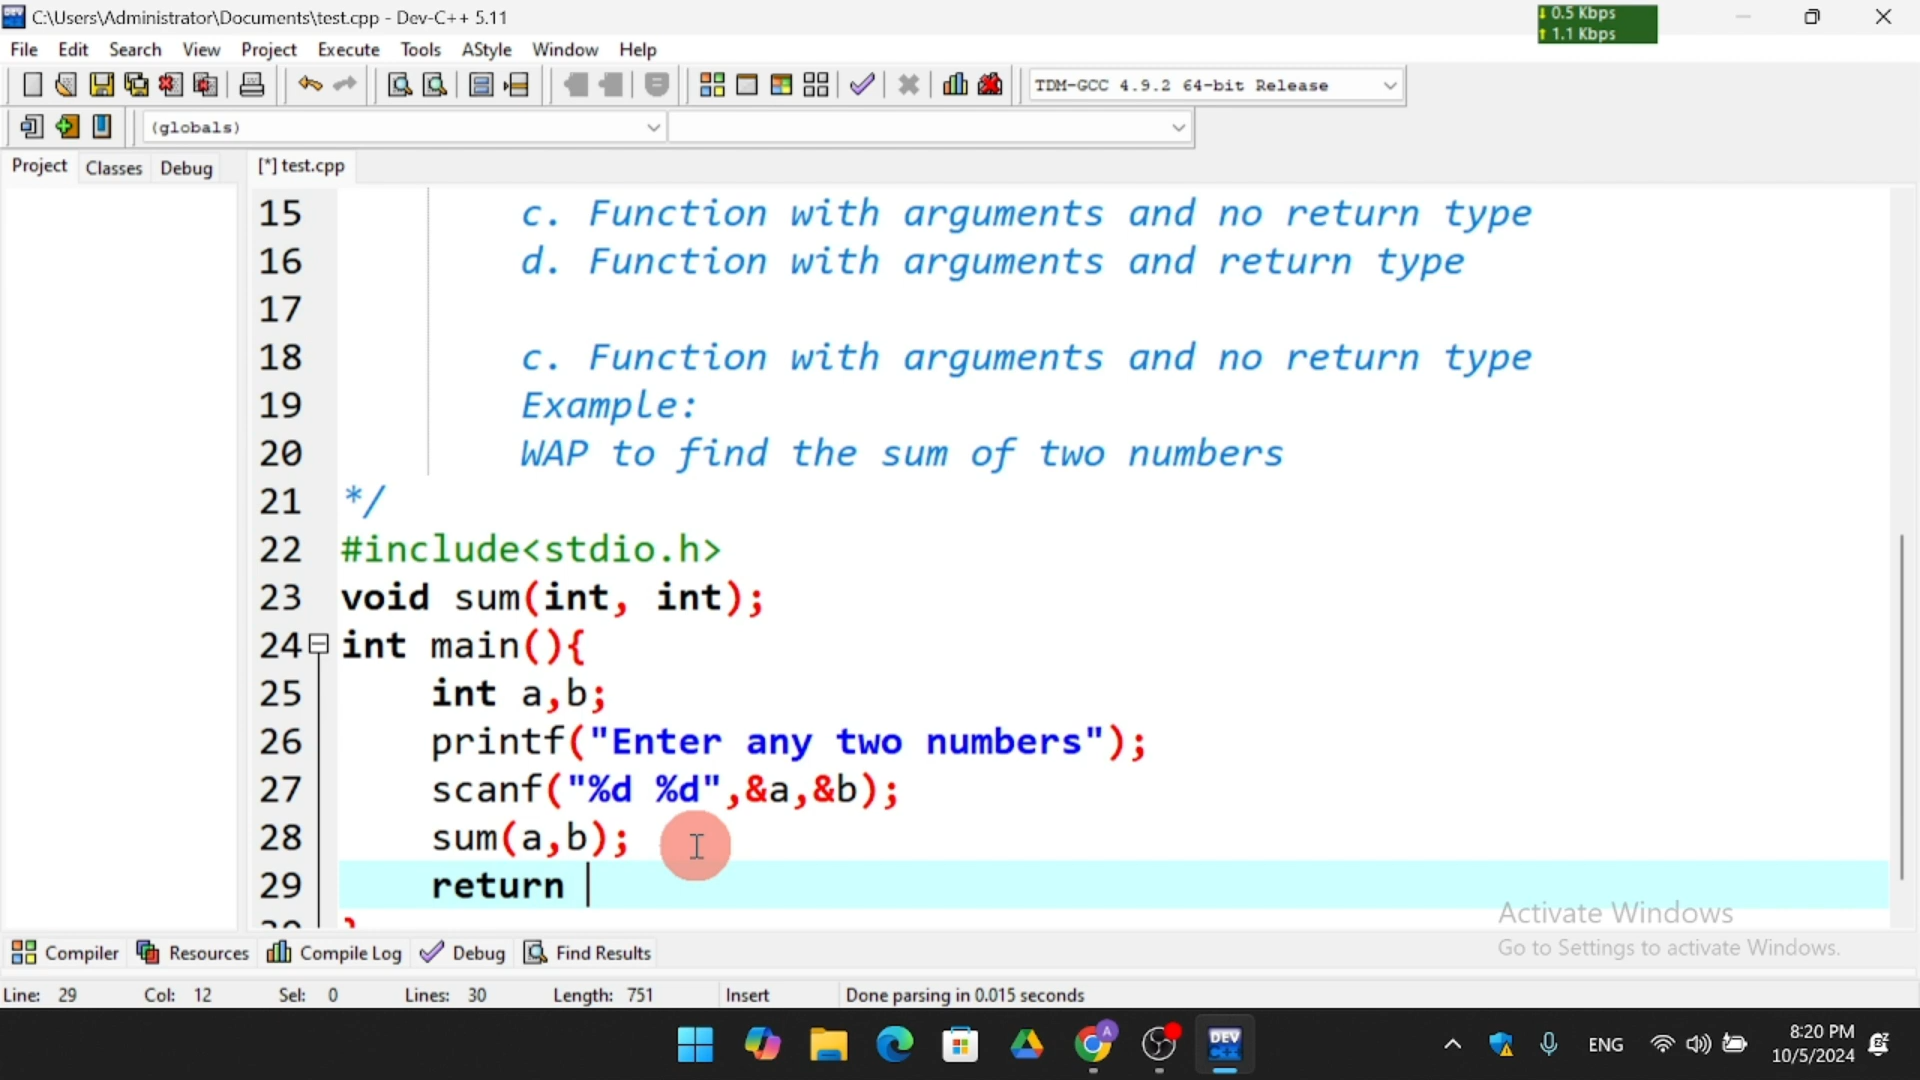 C:\Users\Administrator\Documents\test.cpp - Dev-C++ 5.11
0.5 Kbps
1.1 Kbps
File Edit Search View Project Execute Tools AStyle Window Help
TDM-GCC 4.9.2 64-bit Release
(globals)
Project Classes Debug [*] test.cpp
15 c. Function with arguments and no return type
16 d. Function with arguments and return type
17
18 c. Function with arguments and no return type
19 Example:
20 WAP to find the sum of two numbers
21 */
22 #include<stdio.h>
23 void sum(int, int);
24 int main(){
25 int a,b;
26 printf("Enter any two numbers");
27 scanf("%d %d",&a,&b);
28 sum(a,b);
29 return
30 }
Activate Windows
Go to Settings to activate Windows.
Compiler Resources Compile Log Debug Find Results
Line: 29 Col: 12 Sel: 0 Lines: 30 Length: 751 Insert Done parsing in 0.015 seconds
DEV
A
ENG
8:20 PM
10/5/2024